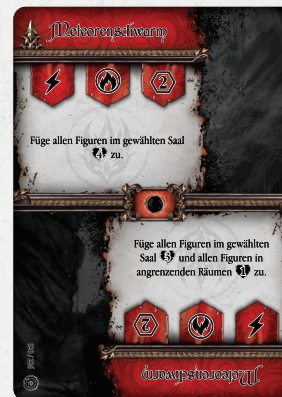 Meteorenschwarm
2
Füge allen Figuren im gewählten Saal
4 zu.
Füge allen Figuren im gewählten
Saal 3 und allen Figuren in
angrenzenden Räumen 1 zu.
2
Meteorenschwarm